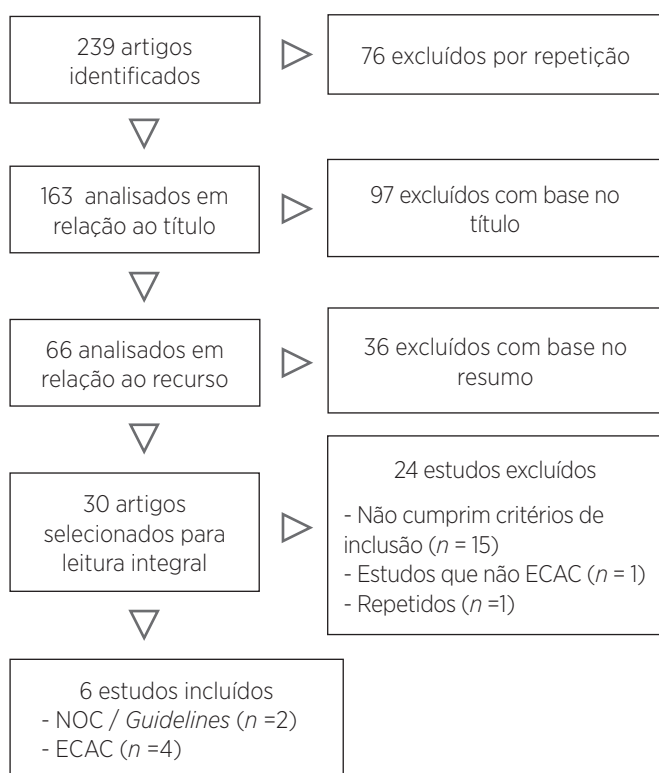 239 artigos
identificados
76 excluídos por repetição
163 analisados em
relação ao título
97 excluídos com base no
título
66 analisados em
relação ao recurso
36 excluídos com base no
resumo
30 artigos
selecionados para
leitura integral
24 estudos excluídos
- Não cumprim critérios de
inclusão (n = 15)
- Estudos que não ECAC (n = 1)
- Repetidos (n =1)
6 estudos incluídos
- NOC / Guidelines (n =2)
- ECAC (n =4)